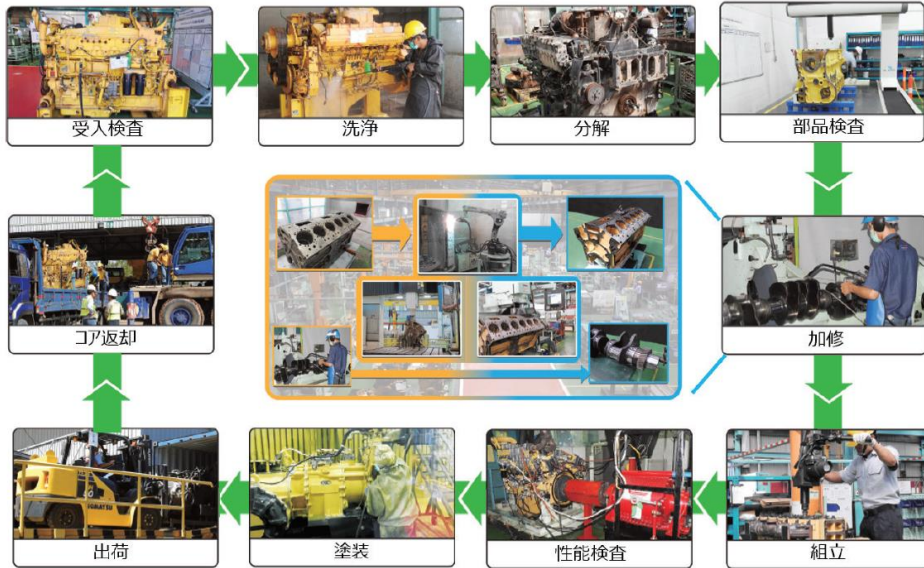 受入検査
洗浄
分解
部品検査
コア返却
加修
出荷
塗装
性能検査
組立
KOMATSU